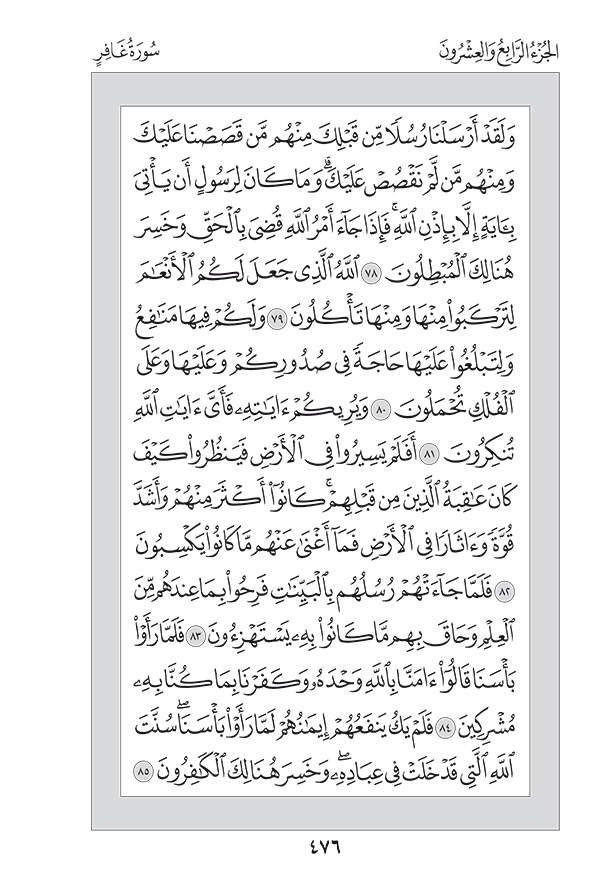 الجُزْءُ الرَّابِعُ وَالعِشْرُونَ
سُورَةُ غَافِرٍ
وَلَقَدْ أَرْسَلْنَا رُسُلًا مِّن قَبْلِكَ مِنْهُم مَّن قَصَصْنَا عَلَيْكَ
وَمِنْهُم مَّن لَّمْ نَقْصُصْ عَلَيْكَۗ وَمَا كَانَ لِرَسُولٍ أَن يَأْتِىَ
بِـَٔايَةٍ إِلَّا بِإِذْنِ ٱللَّهِۚ فَإِذَا جَآءَ أَمْرُ ٱللَّهِ قُضِىَ بِٱلْحَقِّ وَخَسِرَ
هُنَالِكَ ٱلْمُبْطِلُونَ ٧٨ ٱللَّهُ ٱلَّذِى جَعَلَ لَكُمُ ٱلْأَنْعَٰمَ
لِتَرْكَبُوا۟ مِنْهَا وَمِنْهَا تَأْكُلُونَ ٧٩ وَلَكُمْ فِيهَا مَنَٰفِعُ
وَلِتَبْلُغُوا۟ عَلَيْهَا حَاجَةً فِى صُدُورِكُمْ وَعَلَيْهَا وَعَلَى
ٱلْفُلْكِ تُحْمَلُونَ ٨٠ وَيُرِيكُمْ ءَايَٰتِهِۦ فَأَىَّ ءَايَٰتِ ٱللَّهِ
تُنكِرُونَ ٨١ أَفَلَمْ يَسِيرُوا۟ فِى ٱلْأَرْضِ فَيَنظُرُوا۟ كَيْفَ
كَانَ عَٰقِبَةُ ٱلَّذِينَ مِن قَبْلِهِمْۚ كَانُوٓا۟ أَكْثَرَ مِنْهُمْ وَأَشَدَّ
قُوَّةً وَءَاثَارًا فِى ٱلْأَرْضِ فَمَآ أَغْنَىٰ عَنْهُم مَّا كَانُوا۟ يَكْسِبُونَ
٨٢ فَلَمَّا جَآءَتْهُمْ رُسُلُهُم بِٱلْبَيِّنَٰتِ فَرِحُوا۟ بِمَا عِندَهُم مِّنَ
ٱلْعِلْمِ وَحَاقَ بِهِم مَّا كَانُوا۟ بِهِۦ يَسْتَهْزِءُونَ ٨٣ فَلَمَّا رَأَوْا۟
بَأْسَنَا قَالُوٓا۟ ءَامَنَّا بِٱللَّهِ وَحْدَهُۥ وَكَفَرْنَا بِمَا كُنَّا بِهِۦ
مُشْرِكِينَ ٨٤ فَلَمْ يَكُ يَنفَعُهُمْ إِيمَٰنُهُمْ لَمَّا رَأَوْا۟ بَأْسَنَاۖ سُنَّتَ
ٱللَّهِ ٱلَّتِى قَدْ خَلَتْ فِى عِبَادِهِۦۖ وَخَسِرَ هُنَالِكَ ٱلْكَٰفِرُونَ ٨٥
٤٧٦